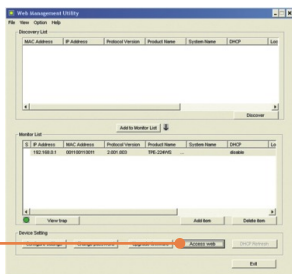 Web Management Utility
File View Option Help
Discovery List
MAC Address IP Address Protocol Version Product Name System Name DHCP Loc
Discover
Add to Monitor List
Monitor List
S IP Address MAC Address Protocol Version Product Name System Name DHCP Lo
192.168.0.1 001100110011 2.001.003 TPE-224WS ... disable
View trap Add Item Delete Item
Device Setting
Access web DHCP Refresh
Exit